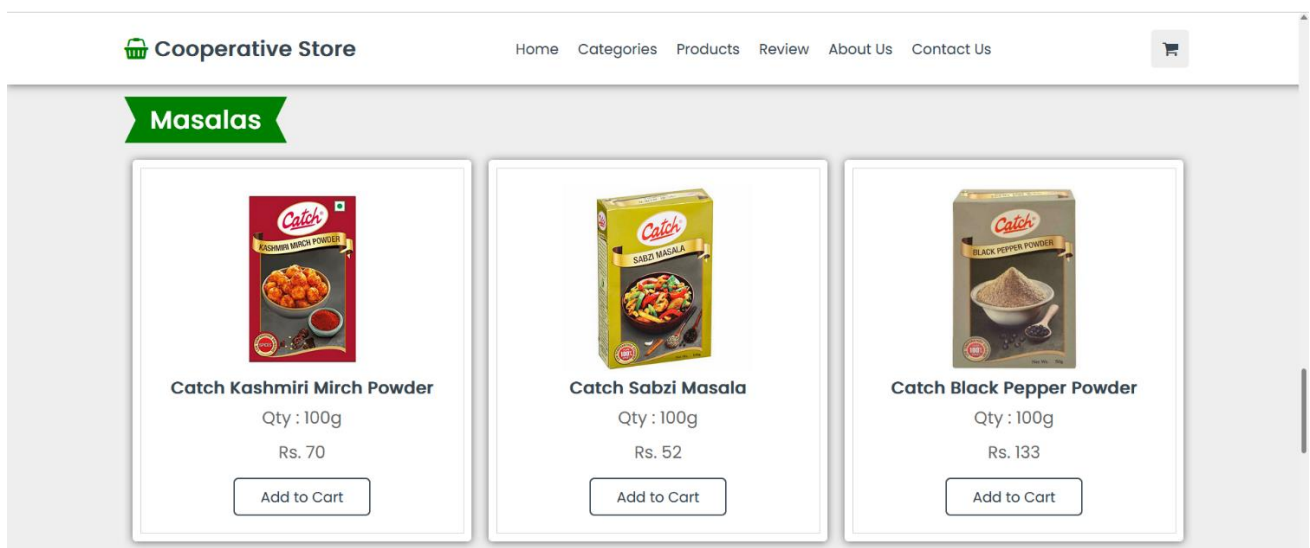 Cooperative Store
Home Categories Products Review About Us Contact Us
Masalas
Catch
KASHMIRI MIRCH POWDER
Catch
SABZI MASALA
100%
Catch
BLACK PEPPER POWDER
100%
Catch Kashmiri Mirch Powder
Qty : 100g
Rs. 70
Add to Cart
Catch Sabzi Masala
Qty : 100g
Rs. 52
Add to Cart
Catch Black Pepper Powder
Qty : 100g
Rs. 133
Add to Cart